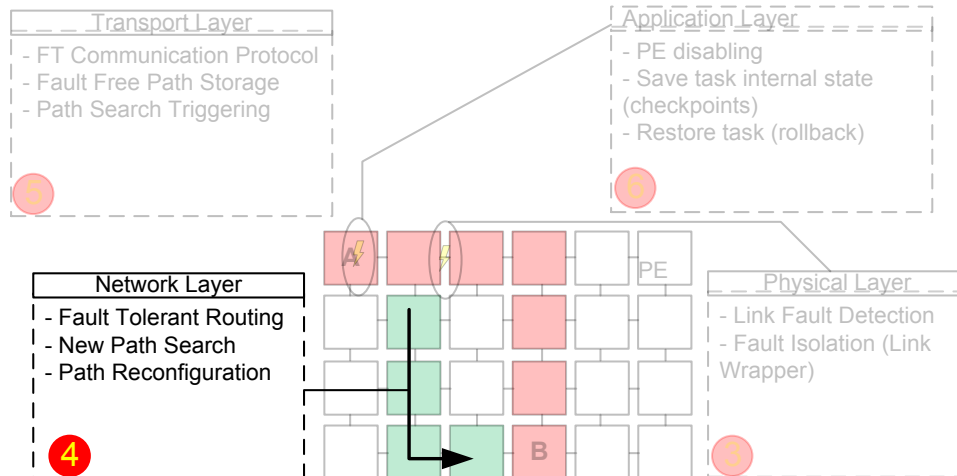 Transport Layer
- FT Communication Protocol
- Fault Free Path Storage
- Path Search Triggering
5
Application Layer
- PE disabling
- Save task internal state
(checkpoints)
- Restore task (rollback)
6
A
PE
Network Layer
- Fault Tolerant Routing
- New Path Search
- Path Reconfiguration
4
Physical Layer
- Link Fault Detection
- Fault Isolation (Link
Wrapper)
3
B